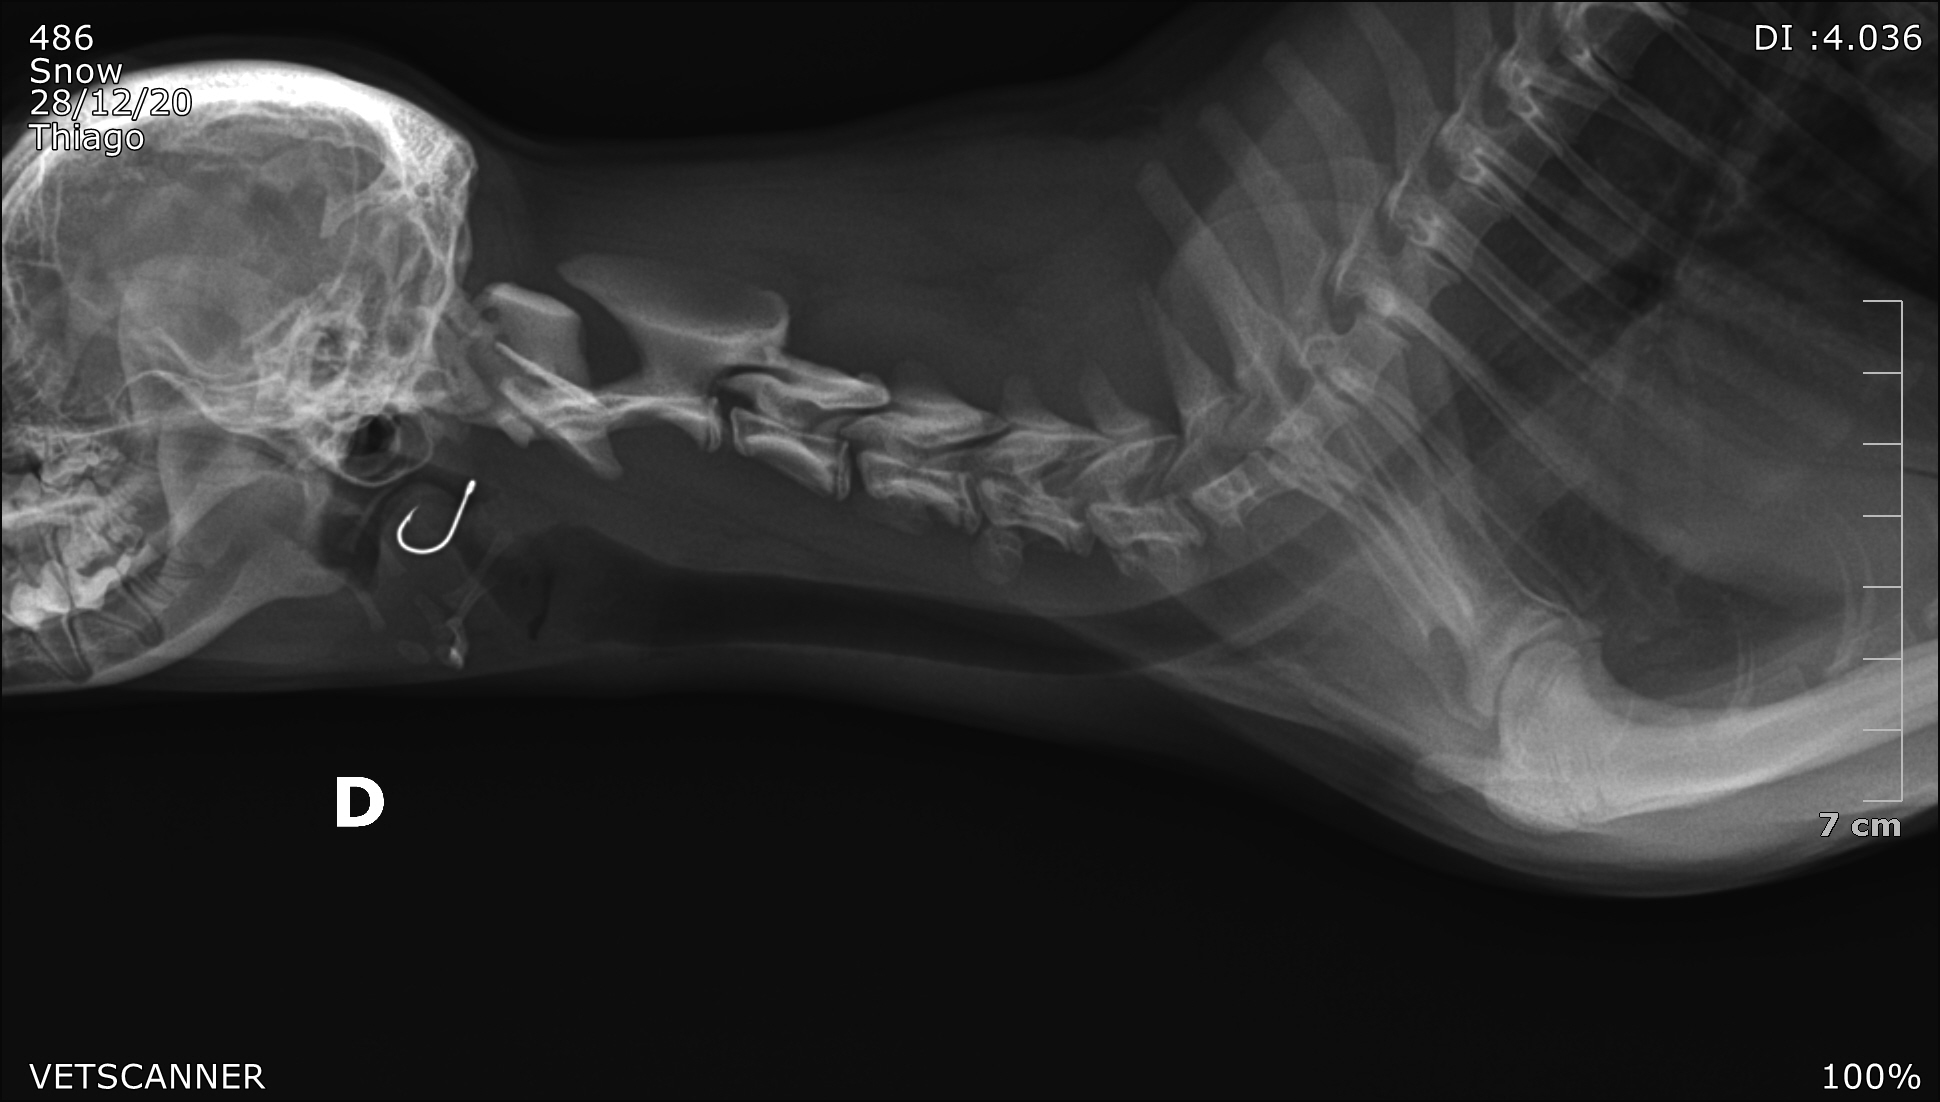 486
Snow
28/12/20
Thiago
DI :4.036
D
7 cm
VETSCANNER
100%